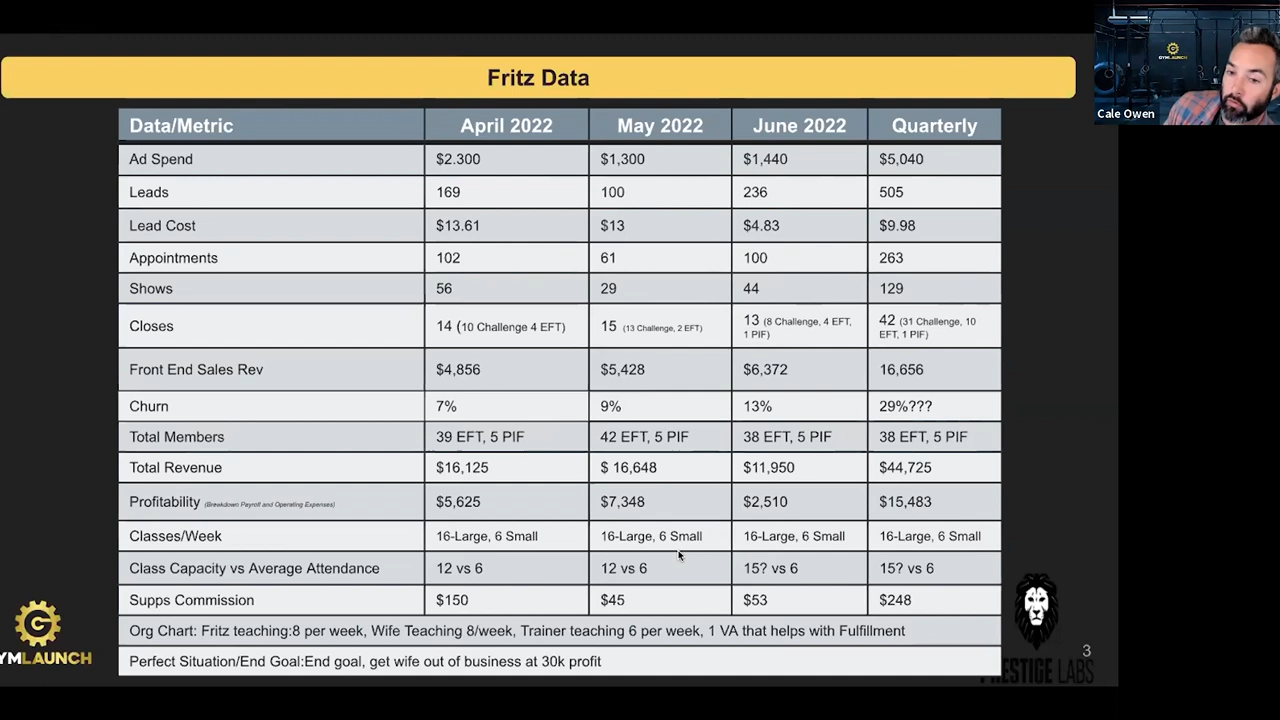 GYMLAUNCH
Cale Owen
Fritz Data
Data/Metric April 2022 May 2022 June 2022 Quarterly
Ad Spend $2.300 $1,300 $1,440 $5,040
Leads 169 100 236 505
Lead Cost $13.61 $13 $4.83 $9.98
Appointments 102 61 100 263
Shows 56 29 44 129
Closes 14 (10 Challenge 4 EFT) 15 (13 Challenge, 2 EFT) 13 (8 Challenge, 4 EFT, 1 PIF) 42 (31 Challenge, 10 EFT, 1 PIF)
Front End Sales Rev $4,856 $5,428 $6,372 16,656
Churn 7% 9% 13% 29%???
Total Members 39 EFT, 5 PIF 42 EFT, 5 PIF 38 EFT, 5 PIF 38 EFT, 5 PIF
Total Revenue $16,125 $ 16,648 $11,950 $44,725
Profitability (Breakdown Payroll and Operating Expenses) $5,625 $7,348 $2,510 $15,483
Classes/Week 16-Large, 6 Small 16-Large, 6 Small 16-Large, 6 Small 16-Large, 6 Small
Class Capacity vs Average Attendance 12 vs 6 12 vs 6 15? vs 6 15? vs 6
Supps Commission $150 $45 $53 $248
Org Chart: Fritz teaching:8 per week, Wife Teaching 8/week, Trainer teaching 6 per week, 1 VA that helps with Fulfillment
Perfect Situation/End Goal:End goal, get wife out of business at 30k profit
G
YMLAUNCH
3
PRESTIGE LABS